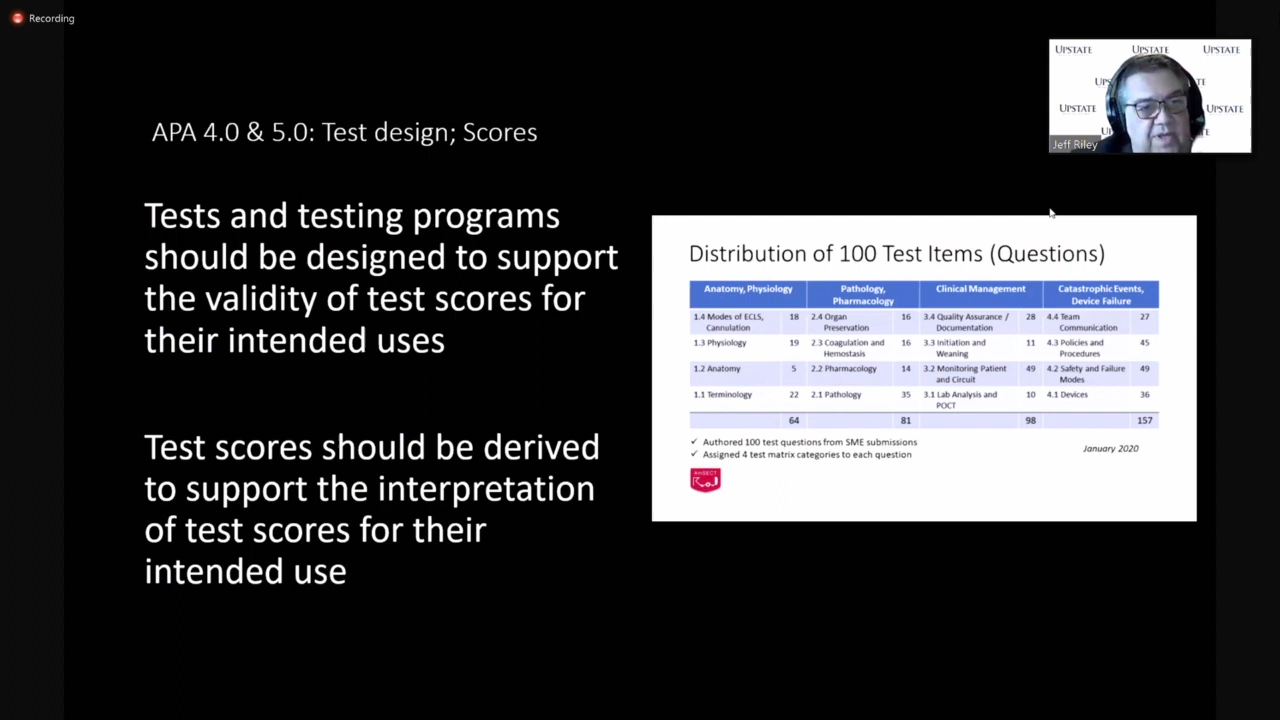 Recording
UPSTATE UPSTATE UPSTATE
UPSTATE UPSTATE
Jeff Riley
APA 4.0 & 5.0: Test design; Scores
Tests and testing programs
should be designed to support
the validity of test scores for
their intended uses
Test scores should be derived
to support the interpretation
of test scores for their
intended use
Distribution of 100 Test Items (Questions)
Anatomy, Physiology Pathology, Pharmacology Clinical Management Catastrophic Events, Device Failure
1.4 Modes of ECLS, Cannulation 18 2.4 Organ Preservation 16 3.4 Quality Assurance / Documentation 28 4.4 Team Communication 27
1.3 Physiology 19 2.3 Coagulation and Hemostasis 16 3.3 Initiation and Weaning 11 4.3 Policies and Procedures 45
1.2 Anatomy 5 2.2 Pharmacology 14 3.2 Monitoring Patient and Circuit 49 4.2 Safety and Failure Modes 49
1.1 Terminology 22 2.1 Pathology 35 3.1 Lab Analysis and POCT 10 4.1 Devices 36
64 81 98 157
✓ Authored 100 test questions from SME submissions
✓ Assigned 4 test matrix categories to each question
January 2020
AmSECT